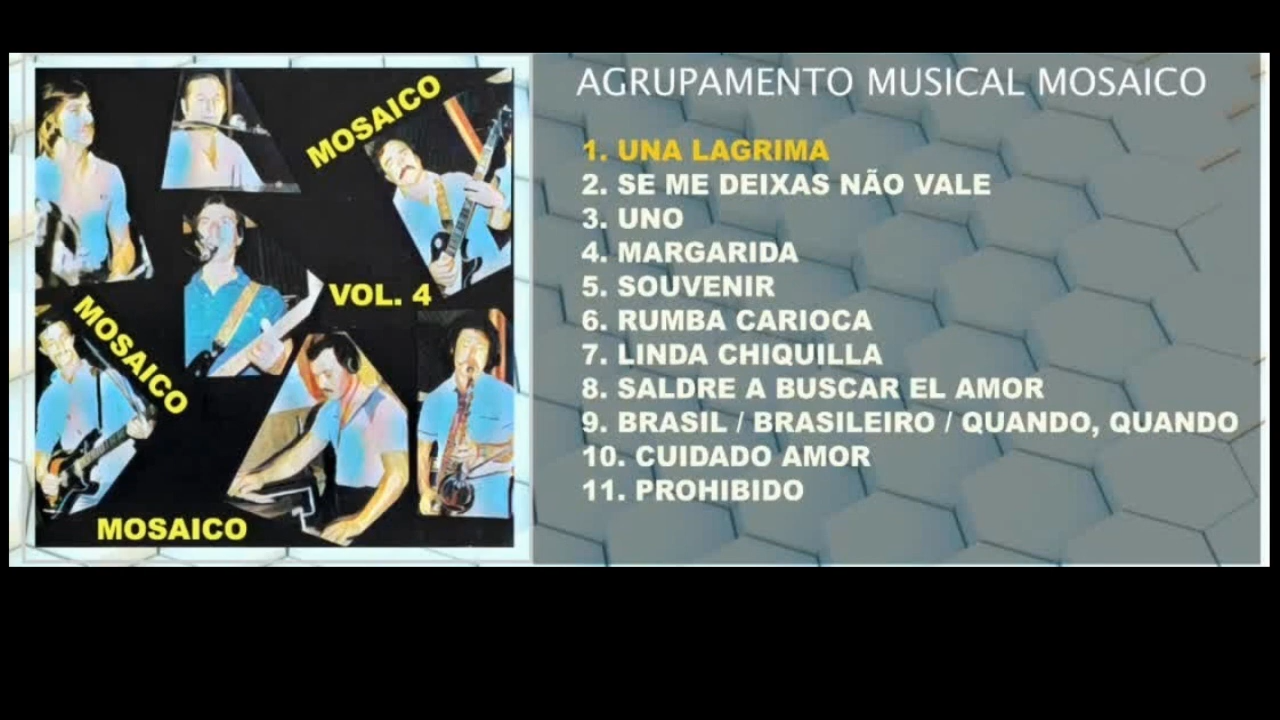 MOSAICO
VOL. 4
MOSAICO
MOSAICO
AGRUPAMENTO MUSICAL MOSAICO
1. UNA LAGRIMA
2. SE ME DEIXAS NÃO VALE
3. UNO
4. MARGARIDA
5. SOUVENIR
6. RUMBA CARIOCA
7. LINDA CHIQUILLA
8. SALDRE A BUSCAR EL AMOR
9. BRASIL / BRASILEIRO / QUANDO, QUANDO
10. CUIDADO AMOR
11. PROHIBIDO